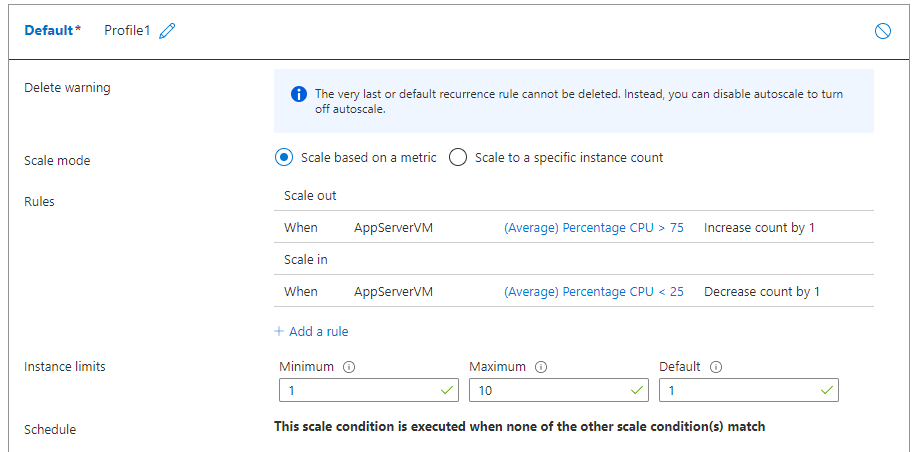 Default* Profile1
Delete warning
The very last or default recurrence rule cannot be deleted. Instead, you can disable autoscale to turn
off autoscale.
Scale mode
Scale based on a metric Scale to a specific instance count
Rules
Scale out
When AppServerVM (Average) Percentage CPU > 75 Increase count by 1
Scale in
When AppServerVM (Average) Percentage CPU < 25 Decrease count by 1
+ Add a rule
Instance limits
Minimum Maximum Default
1 10 1
Schedule
This scale condition is executed when none of the other scale condition(s) match